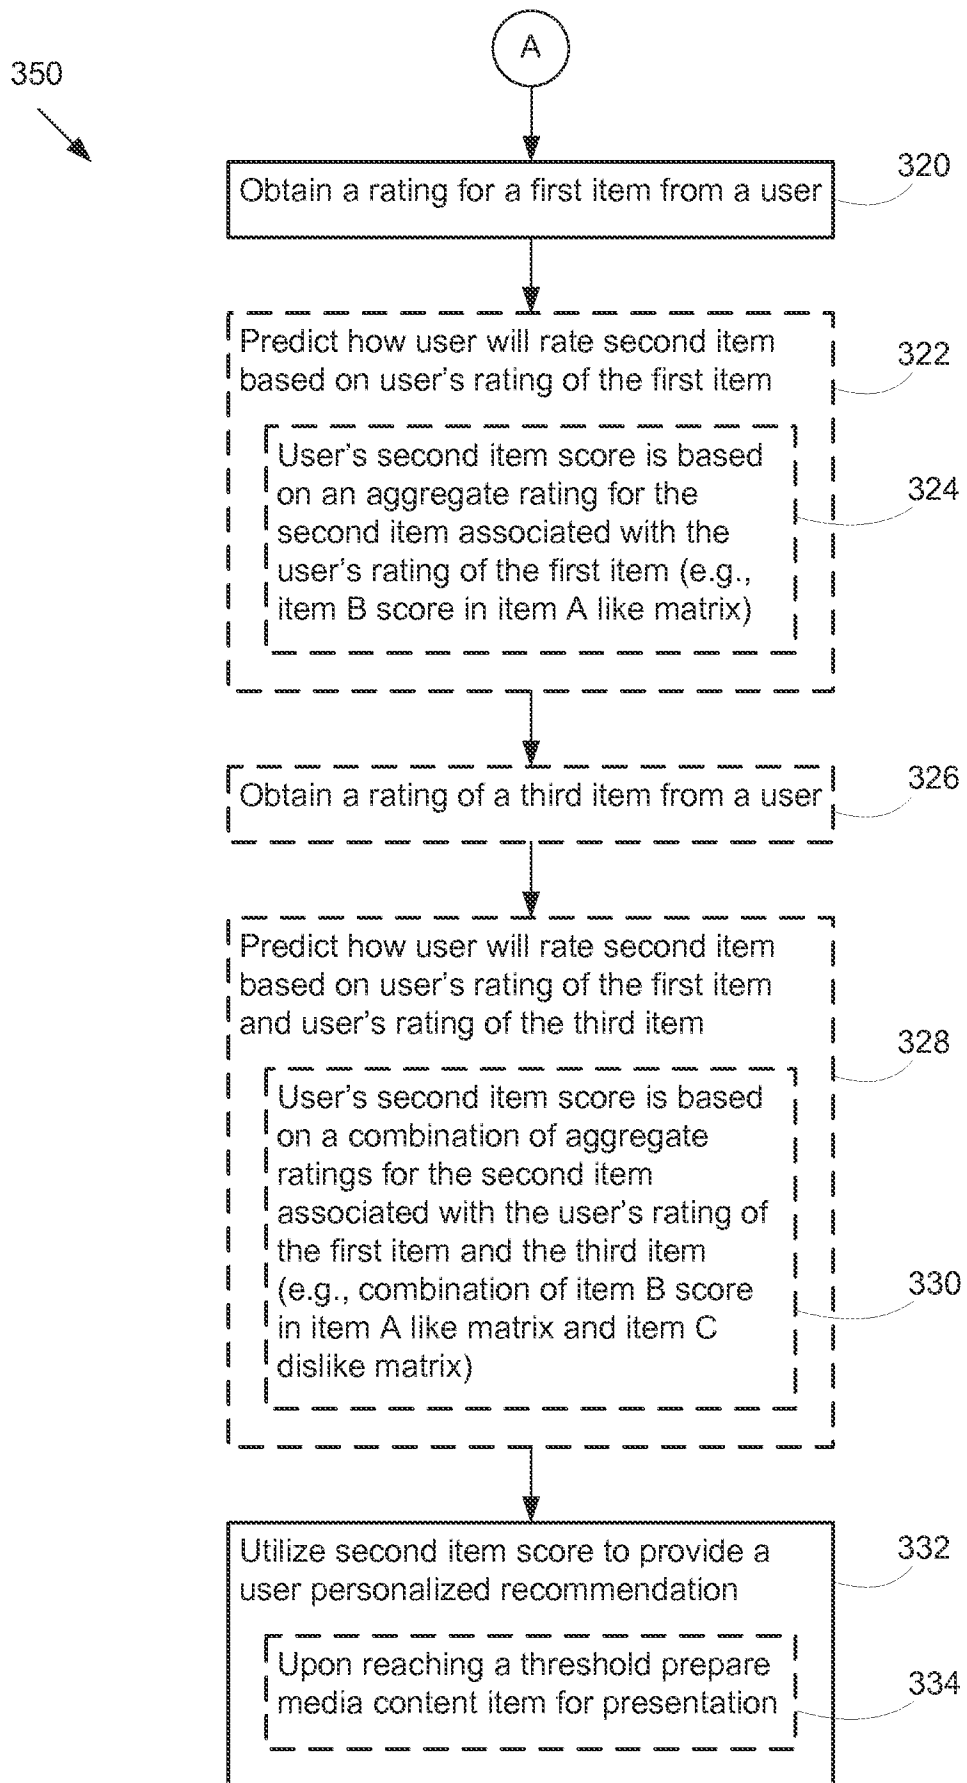 A
350
Obtain a rating for a first item from a user
320
Predict how user will rate second item
based on user's rating of the first item
322
User's second item score is based
on an aggregate rating for the
second item associated with the
user's rating of the first item (e.g.,
item B score in item A like matrix)
324
Obtain a rating of a third item from a user
326
Predict how user will rate second item
based on user's rating of the first item
and user's rating of the third item
328
User's second item score is based
on a combination of aggregate
ratings for the second item
associated with the user's rating of
the first item and the third item
(e.g., combination of item B score
in item A like matrix and item C
dislike matrix)
330
Utilize second item score to provide a
user personalized recommendation
332
Upon reaching a threshold prepare
media content item for presentation
334